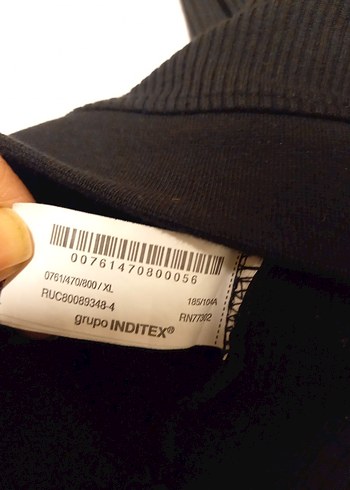 00761470800056
0761/470/800 / XL
185/104A
RUC80089348-4
RN77302
grupo INDITEX®